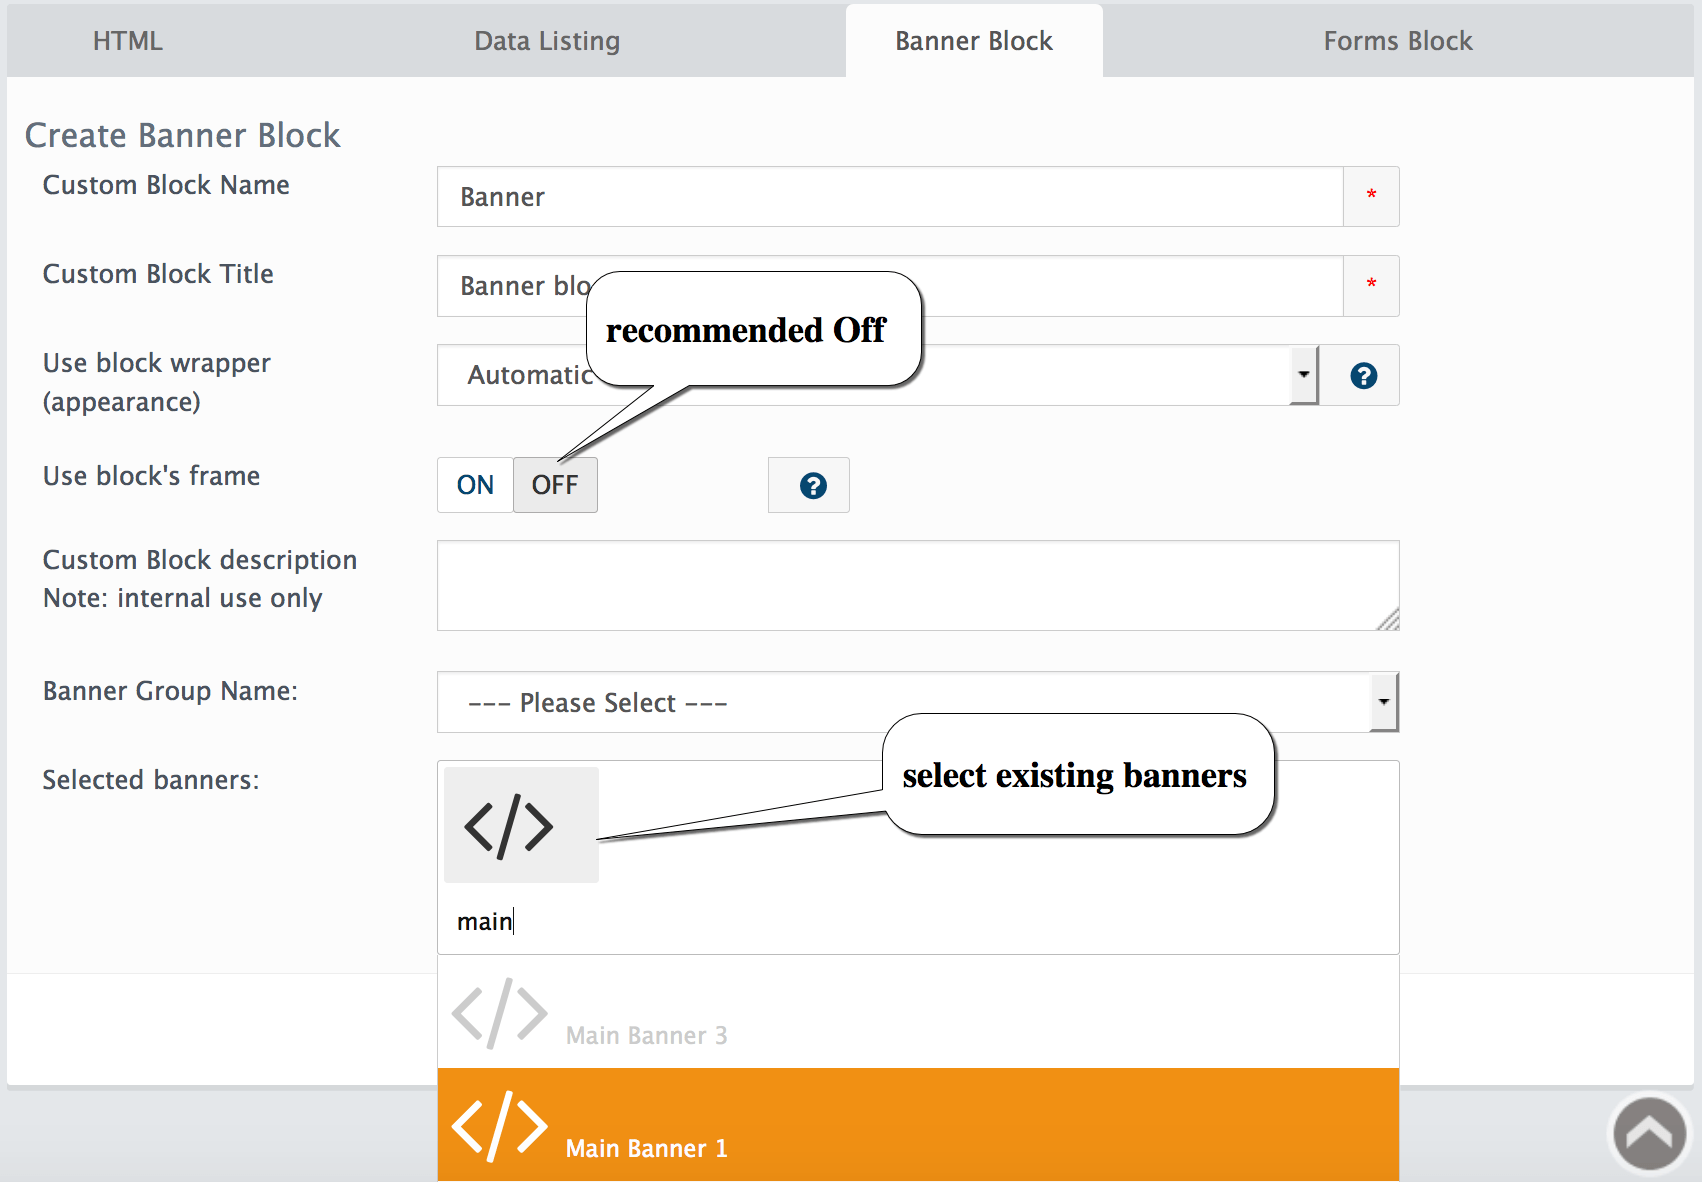 HTML
Data Listing
Banner Block
Forms Block
Create Banner Block
Custom Block Name
Banner
*
Custom Block Title
Banner blo
*
recommended Off
Use block wrapper
(appearance)
Automatic
?
Use block's frame
ON
OFF
?
Custom Block description
Note: internal use only
Banner Group Name:
--- Please Select ---
Selected banners:
</>
select existing banners
main
</>
Main Banner 3
</>
Main Banner 1